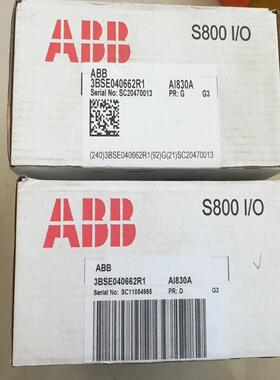 ABB
S800 I/O
ABB
3BSE040662R1 AI830A
Serial No: SC20470013 PR: G G3
(240)3BSE040662R1(92)G(21)SC20470013
ABB
S800 I/O
ABB
3BSE040662R1 AI830A
Serial No: SC11054995 PR: D G3